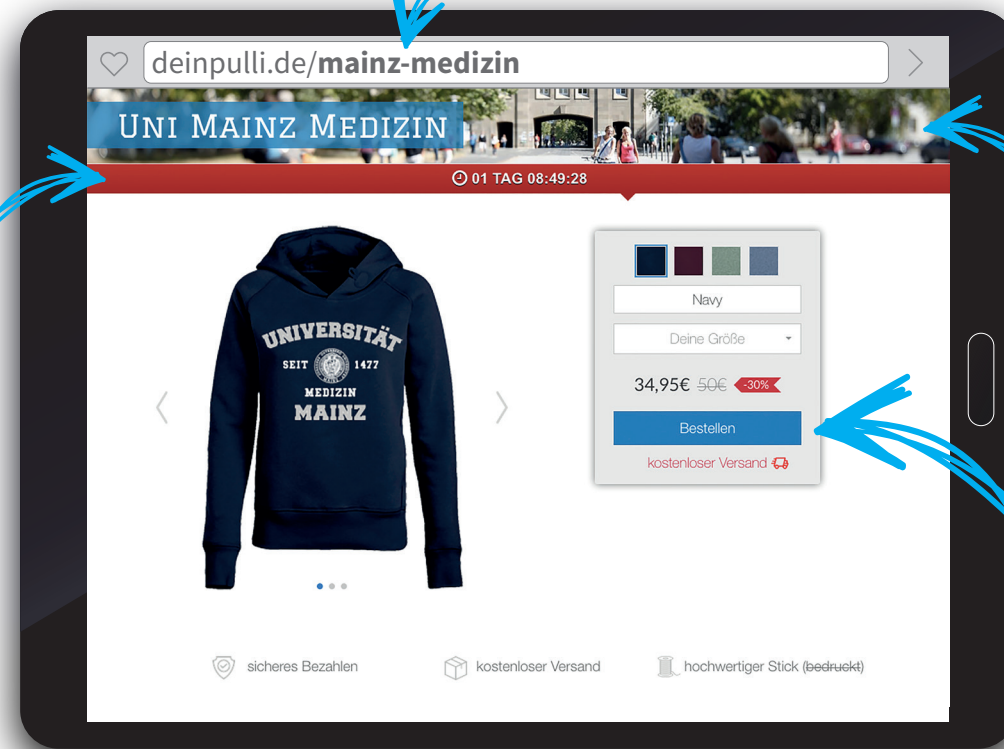 deinpulli.de/mainz-medizin
UNI MAINZ MEDIZIN
01 TAG 08:49:28
UNIVERSITÄT
SEIT 1477
MEDIZIN
MAINZ
Navy
Deine Größe
34,95€ 50€ -30%
Bestellen
kostenloser Versand
sicheres Bezahlen
kostenloser Versand
hochwertiger Stick (bedruckt)